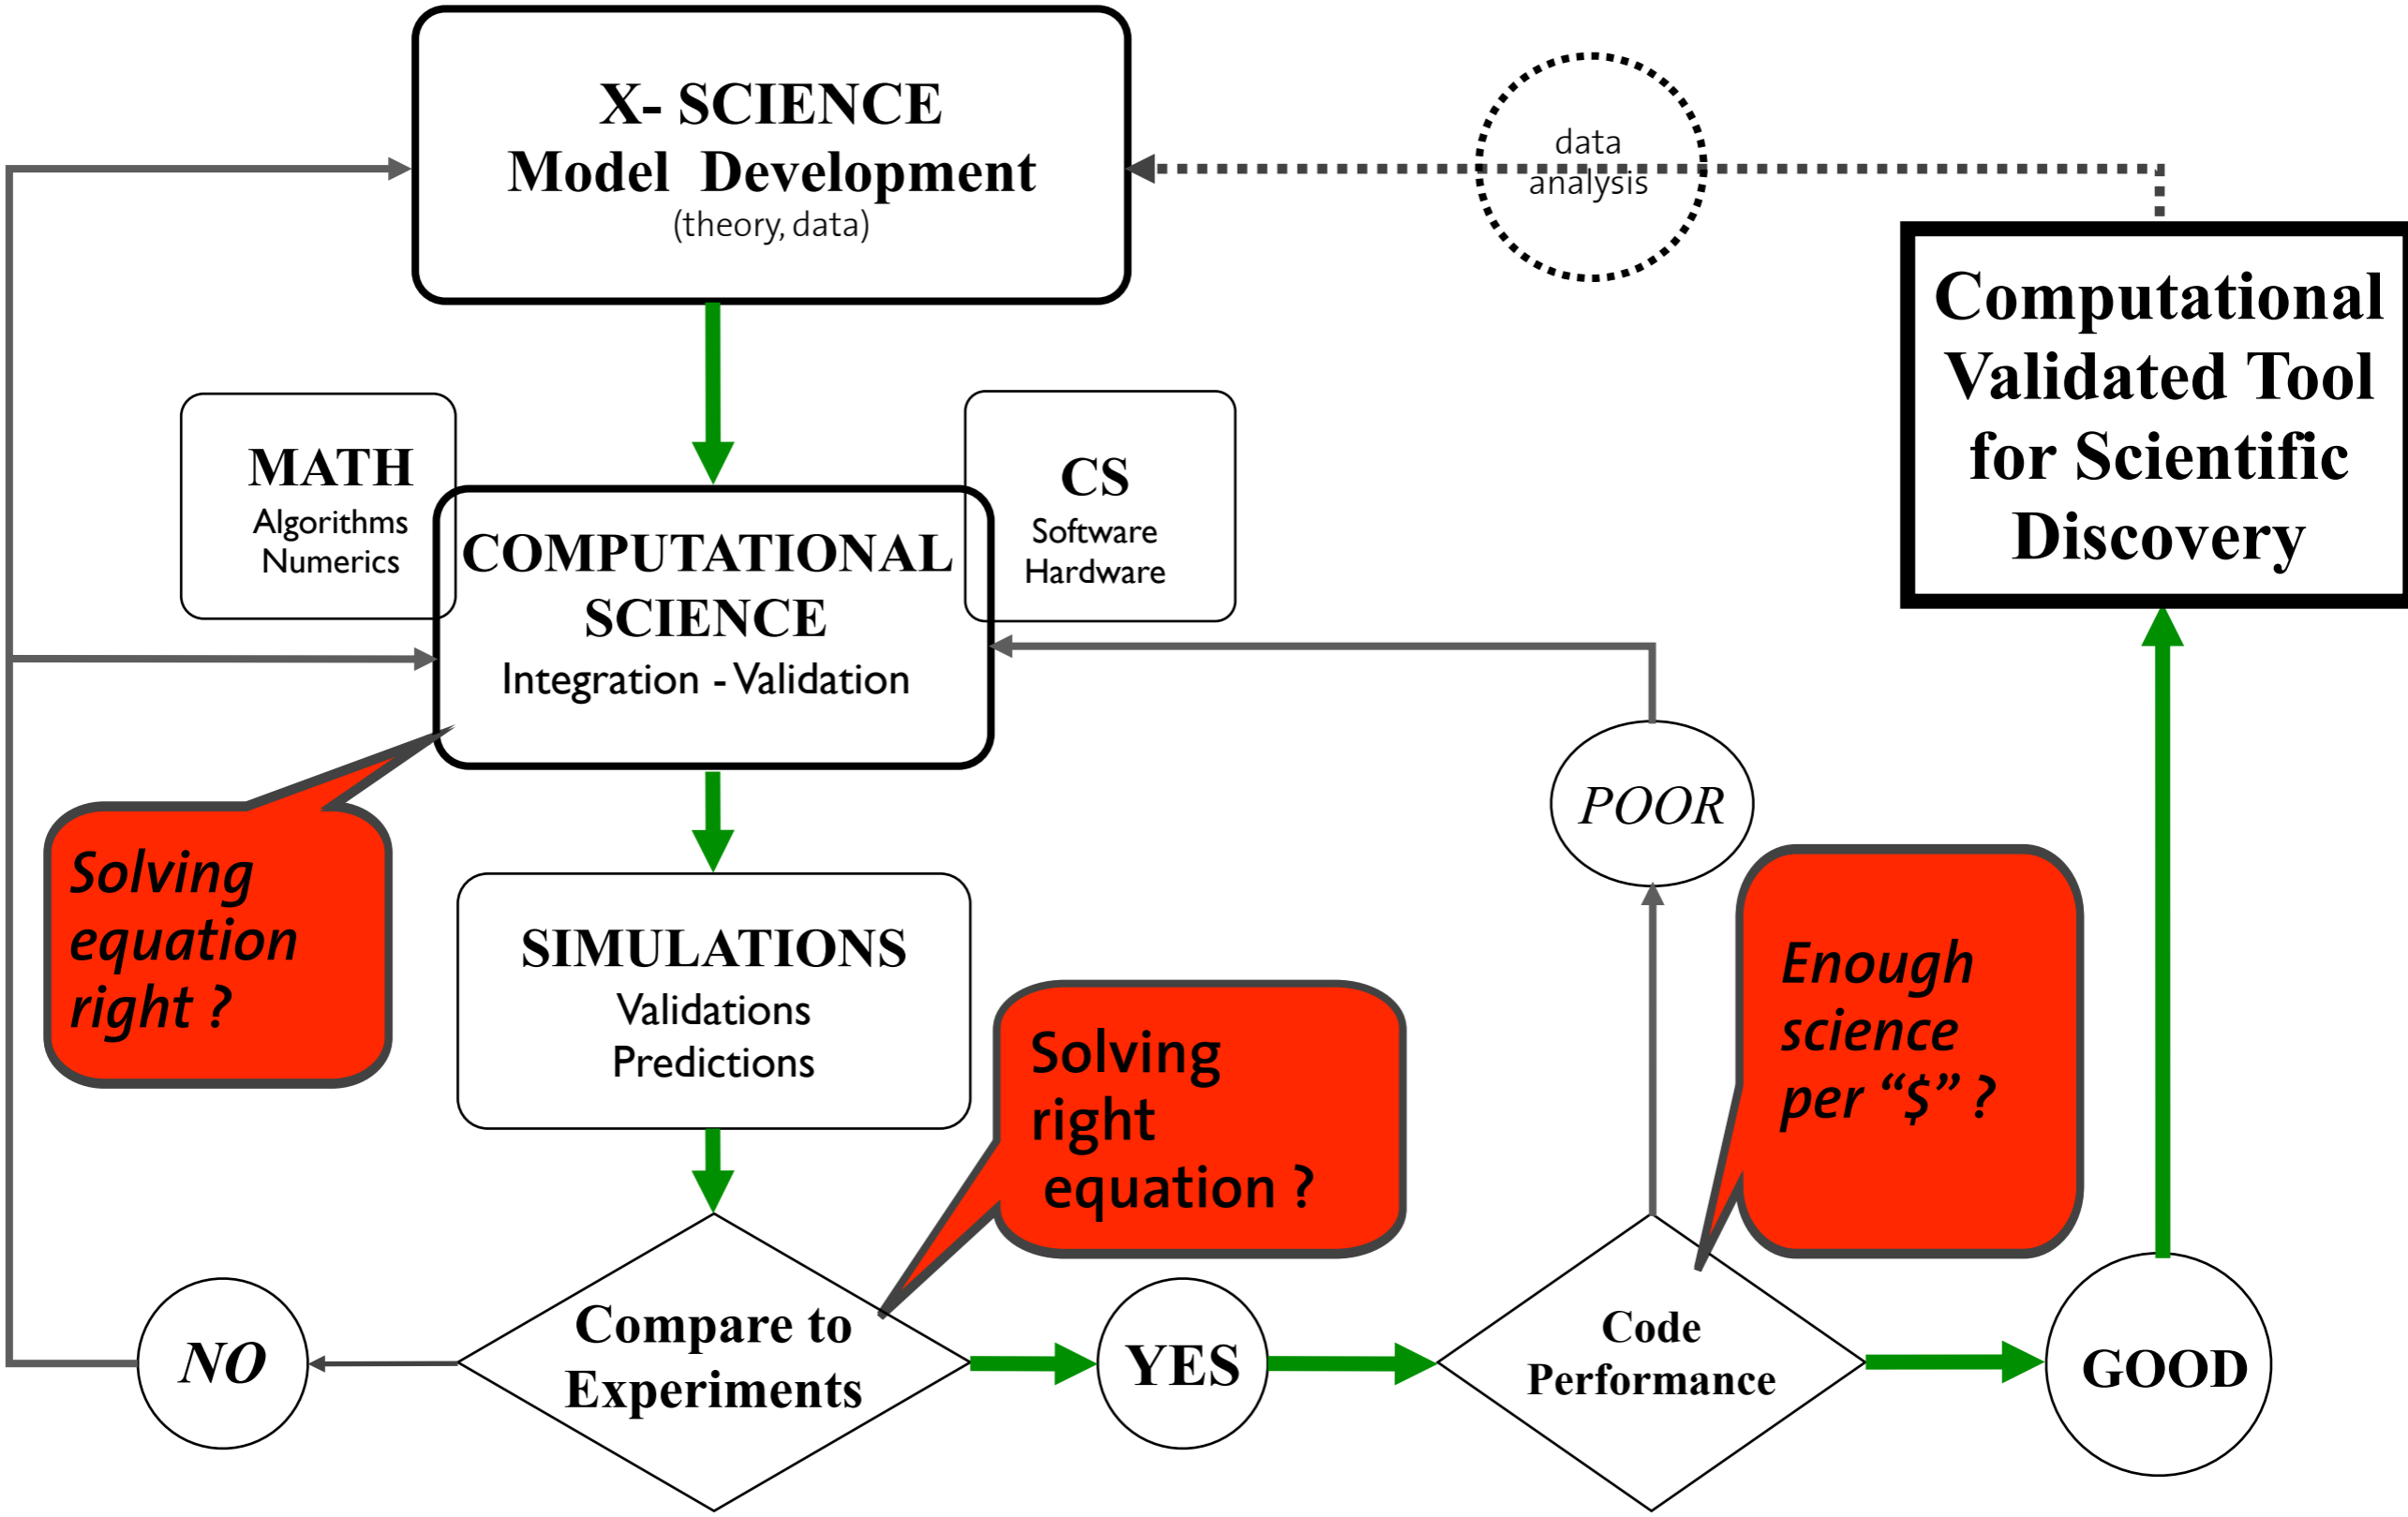 X- SCIENCE
Model Development
(theory, data)
data
analysis
Computational
Validated Tool
for Scientific
Discovery
MATH
Algorithms
Numerics
CS
Software
Hardware
COMPUTATIONAL
SCIENCE
Integration - Validation
POOR
Solving
equation
right ?
SIMULATIONS
Validations
Predictions
Solving
right
equation ?
Enough
science
per “$” ?
NO
Compare to
Experiments
YES
Code
Performance
GOOD